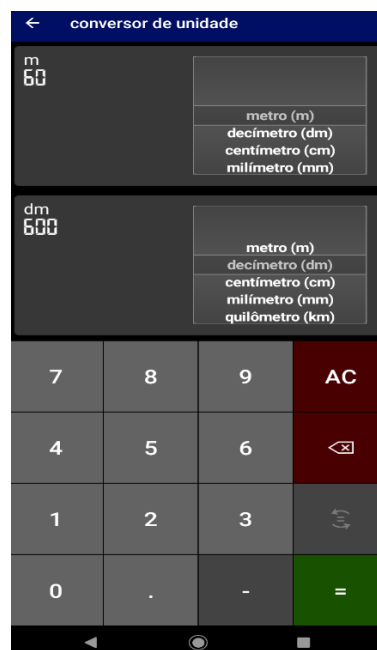 conversor de unidade
m
60
metro (m)
decímetro (dm)
centímetro (cm)
milímetro (mm)
dm
600
metro (m)
decímetro (dm)
centímetro (cm)
milímetro (mm)
quilômetro (km)
7 8 9 AC
4 5 6
1 2 3
0 . - =